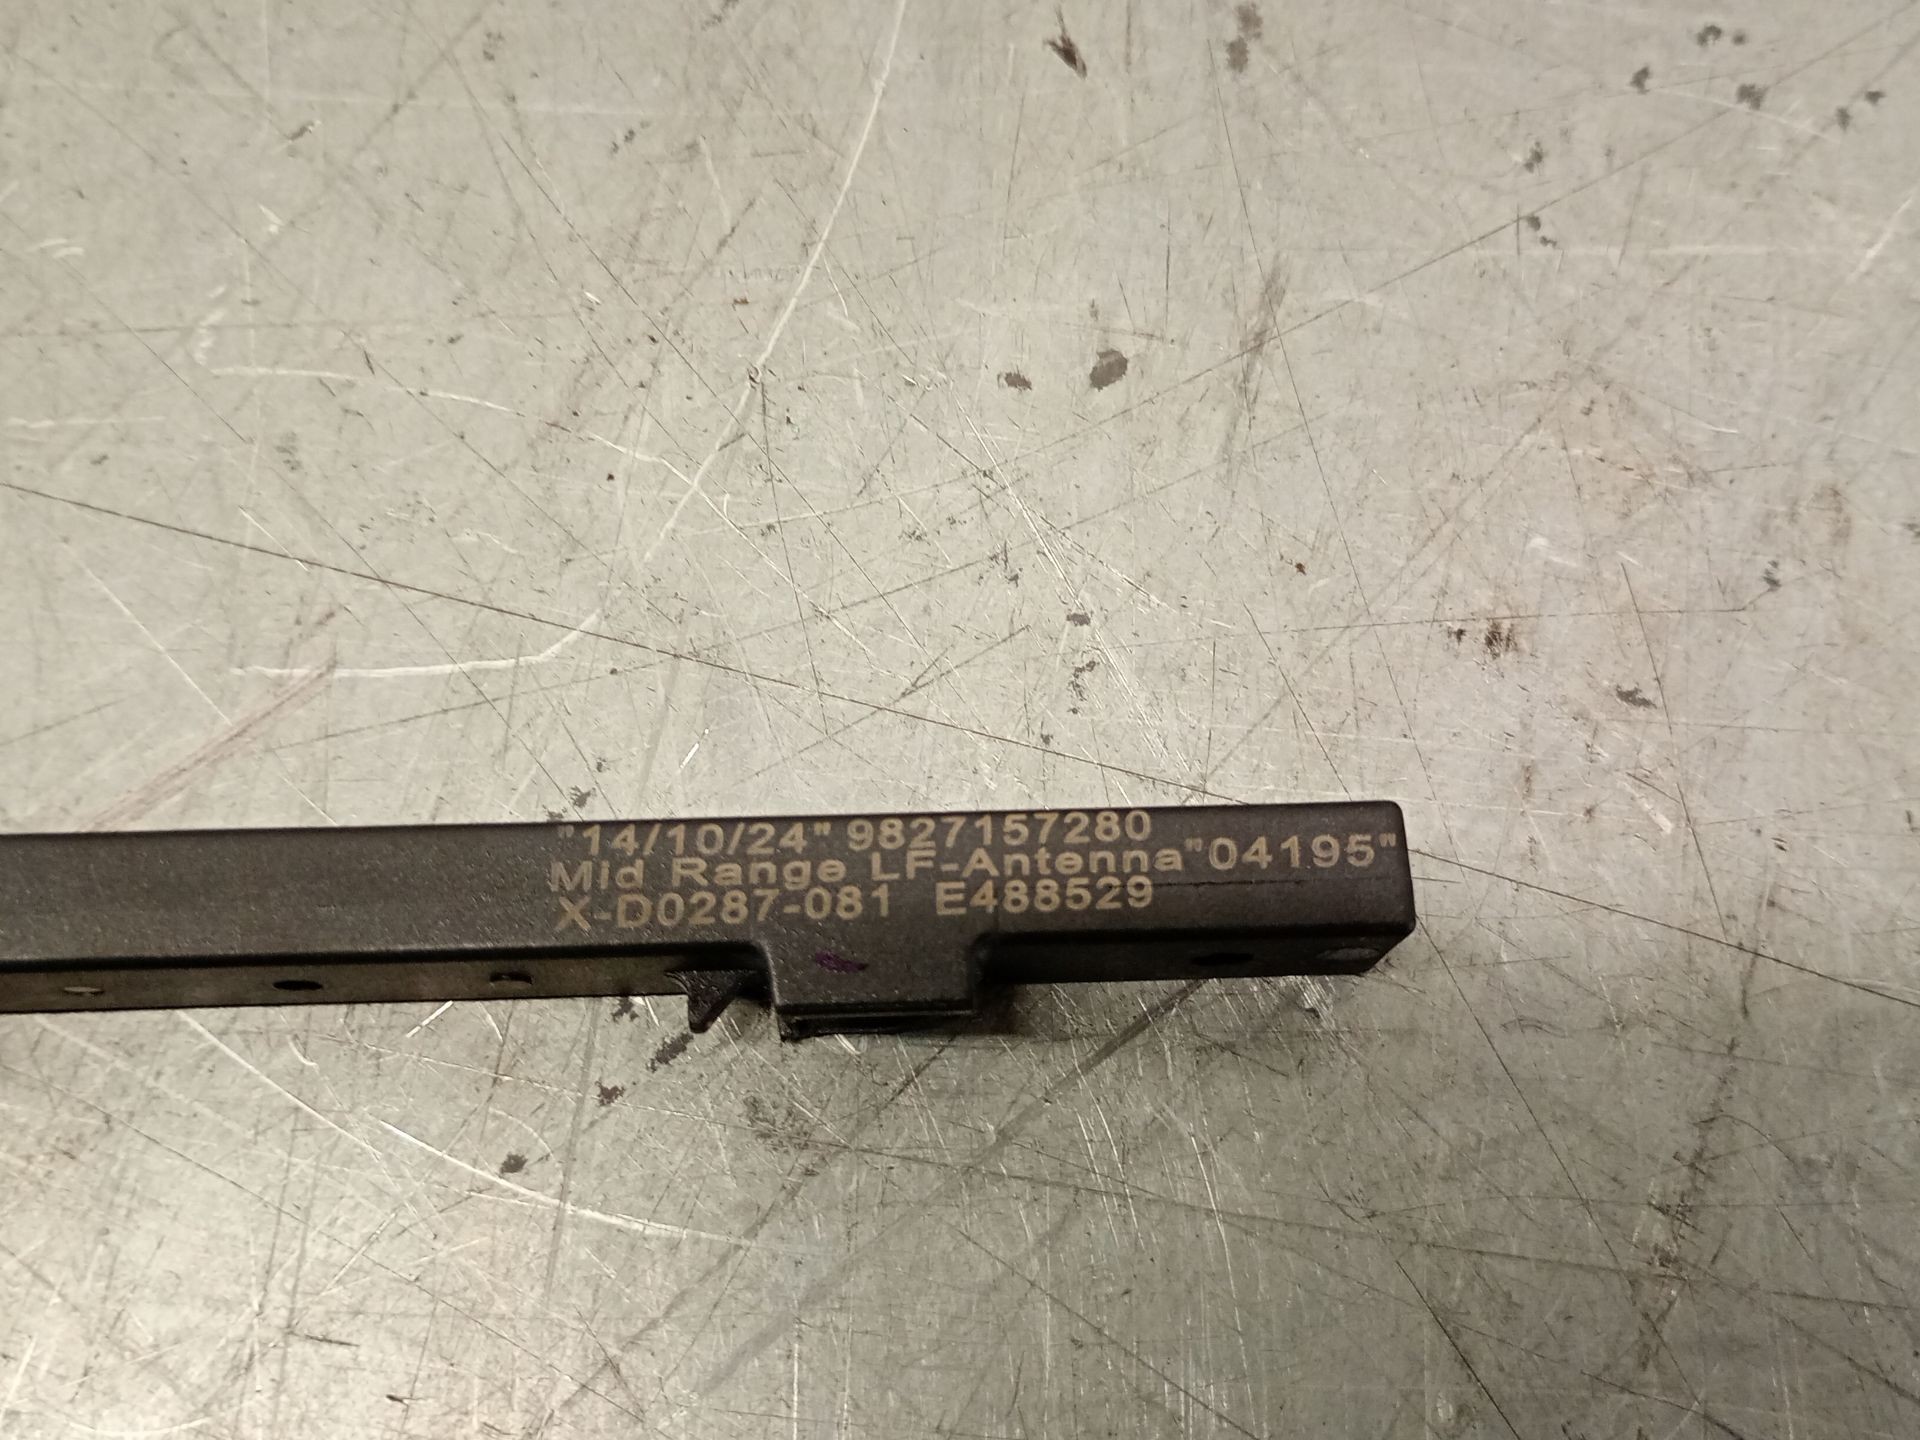 "14/10/24" 9827157280
Mid Range LF-Antenna "04195"
X-D0287-081 E488529